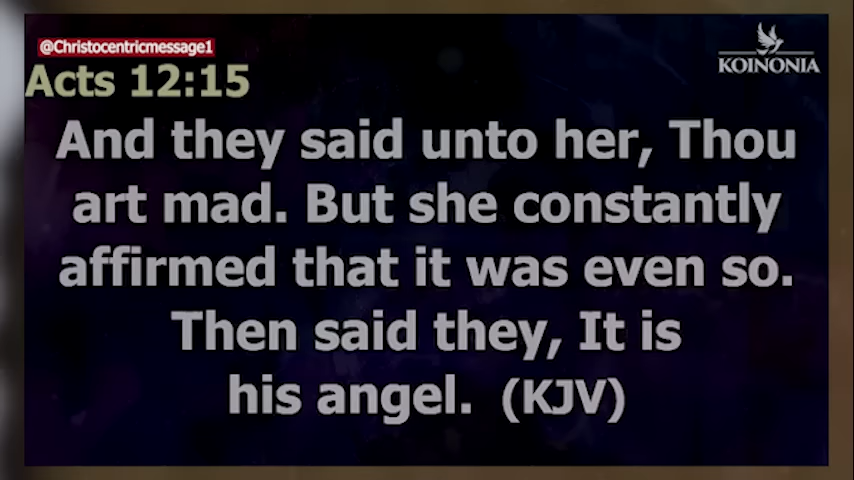 @Christocentricmessage1
KOINONIA
Acts 12:15
And they said unto her, Thou
art mad. But she constantly
affirmed that it was even so.
Then said they, It is
his angel. (KJV)